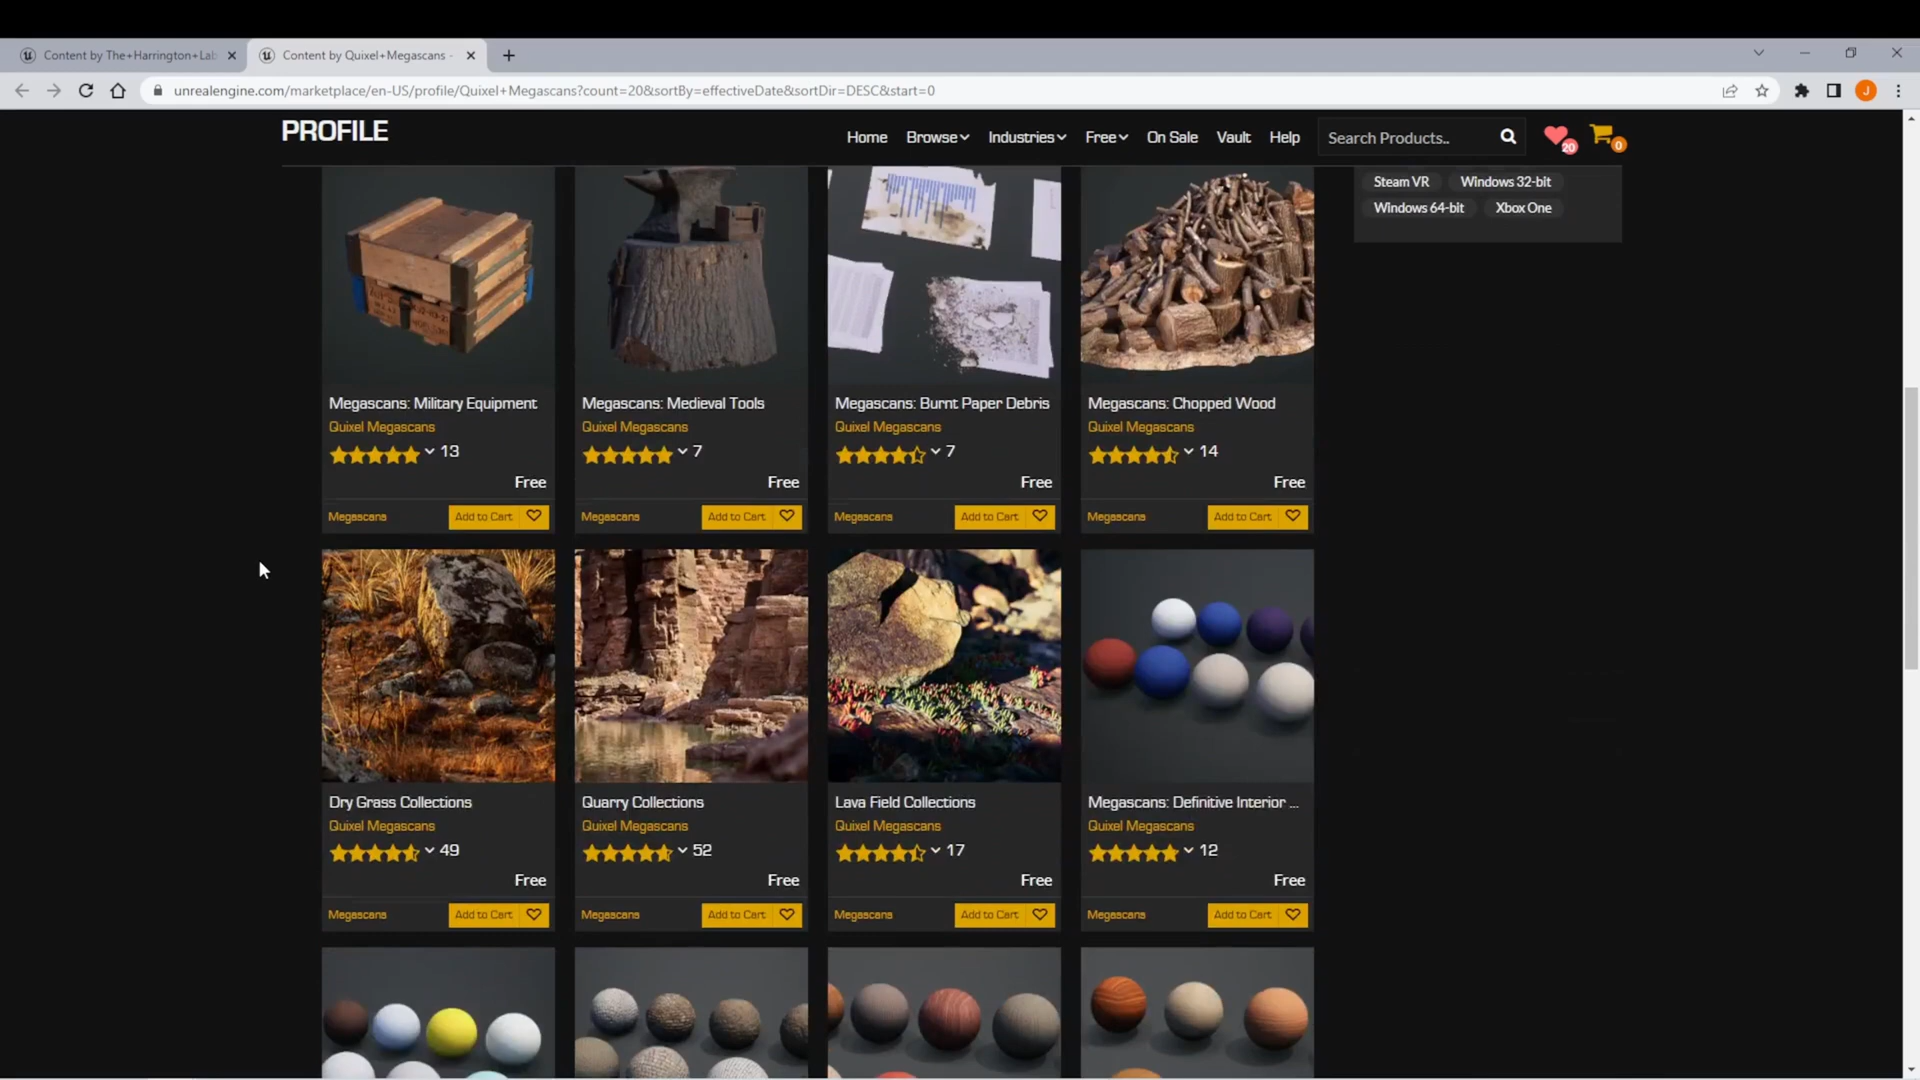 Content by The+Harrington+Lab
Content by Quixel+Megascans -
unrealengine.com/marketplace/en-US/profile/Quixel+Megascans?count=20&sortBy=effectiveDate&sortDir=DESC&start=0
J
PROFILE
Home Browse Industries Free On Sale Vault Help Search Products.. 20 0
Steam VR Windows 32-bit
Windows 64-bit Xbox One
Megascans: Military Equipment
Quixel Megascans
13
Free
Megascans Add to Cart
Megascans: Medieval Tools
Quixel Megascans
7
Free
Megascans Add to Cart
Megascans: Burnt Paper Debris
Quixel Megascans
7
Free
Megascans Add to Cart
Megascans: Chopped Wood
Quixel Megascans
14
Free
Megascans Add to Cart
Dry Grass Collections
Quixel Megascans
49
Free
Megascans Add to Cart
Quarry Collections
Quixel Megascans
52
Free
Megascans Add to Cart
Lava Field Collections
Quixel Megascans
17
Free
Megascans Add to Cart
Megascans: Definitive Interior ...
Quixel Megascans
12
Free
Megascans Add to Cart